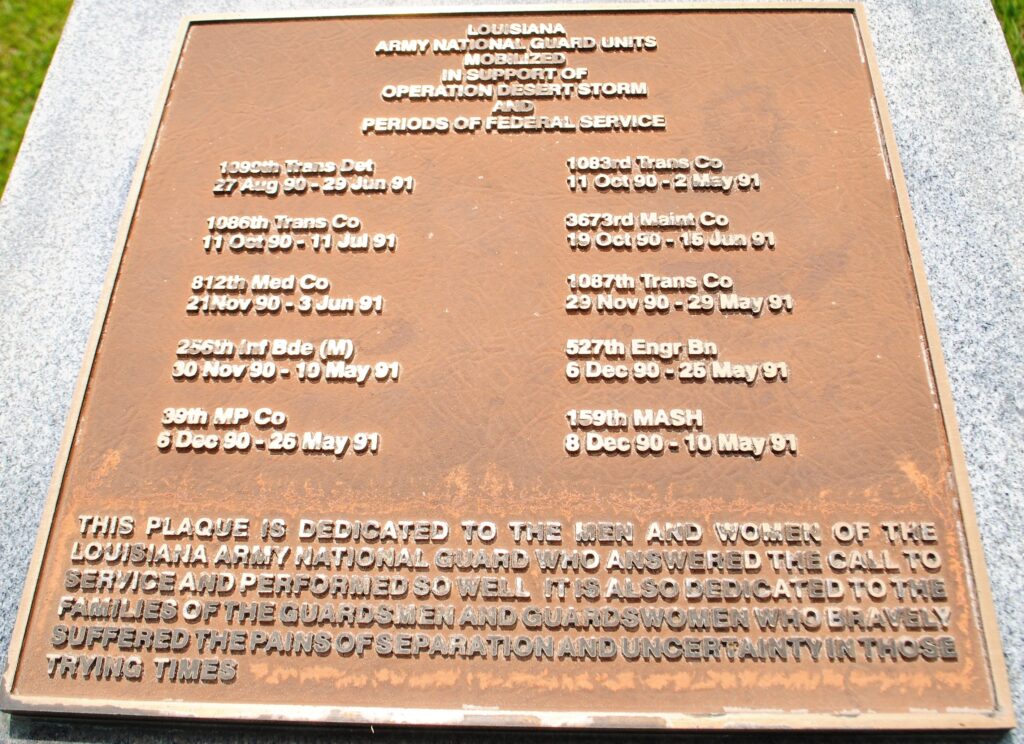 LOUISIANA
ARMY NATIONAL GUARD UNITS
MOBILIZED
IN SUPPORT OF
OPERATION DESERT STORM
AND
PERIODS OF FEDERAL SERVICE
1090th Trans Det
27 Aug 90 - 29 Jun 91
1083rd Trans Co
11 Oct 90 - 2 May 91
1086th Trans Co
11 Oct 90 - 11 Jul 91
3673rd Maint Co
19 Oct 90 - 15 Jun 91
812th Med Co
21Nov 90 - 3 Jun 91
1087th Trans Co
29 Nov 90 - 29 May 91
256th Inf Bde (M)
30 Nov 90 - 10 May 91
527th Engr Bn
6 Dec 90 - 25 May 91
39th MP Co
6 Dec 90 - 25 May 91
159th MASH
8 Dec 90 - 10 May 91
THIS PLAQUE IS DEDICATED TO THE MEN AND WOMEN OF THE
LOUISIANA ARMY NATIONAL GUARD WHO ANSWERED THE CALL TO
SERVICE AND PERFORMED SO WELL IT IS ALSO DEDICATED TO THE
FAMILIES OF THE GUARDSMEN AND GUARDSWOMEN WHO BRAVELY
SUFFERED THE PAINS OF SEPARATION AND UNCERTAINTY IN THOSE
TRYING TIMES